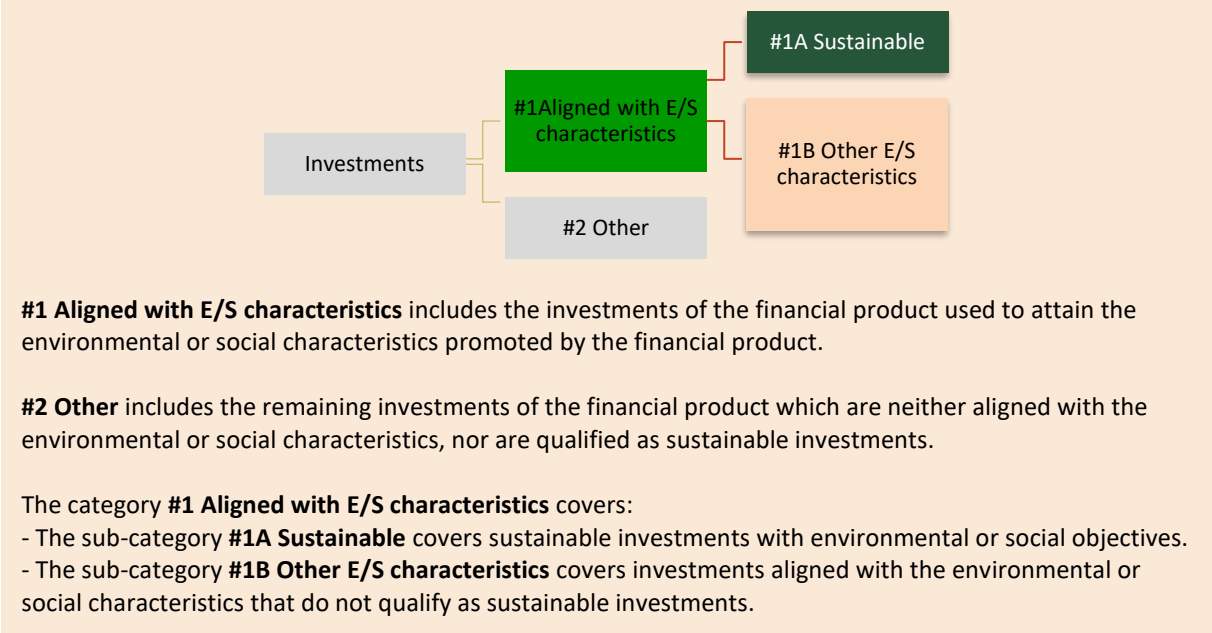 #1A Sustainable
#1Aligned with E/S
characteristics
Investments
#1B Other E/S
characteristics
#2 Other
#1 Aligned with E/S characteristics includes the investments of the financial product used to attain the
environmental or social characteristics promoted by the financial product.
#2 Other includes the remaining investments of the financial product which are neither aligned with the
environmental or social characteristics, nor are qualified as sustainable investments.
The category #1 Aligned with E/S characteristics covers:
- The sub-category #1A Sustainable covers sustainable investments with environmental or social objectives.
- The sub-category #1B Other E/S characteristics covers investments aligned with the environmental or
social characteristics that do not qualify as sustainable investments.